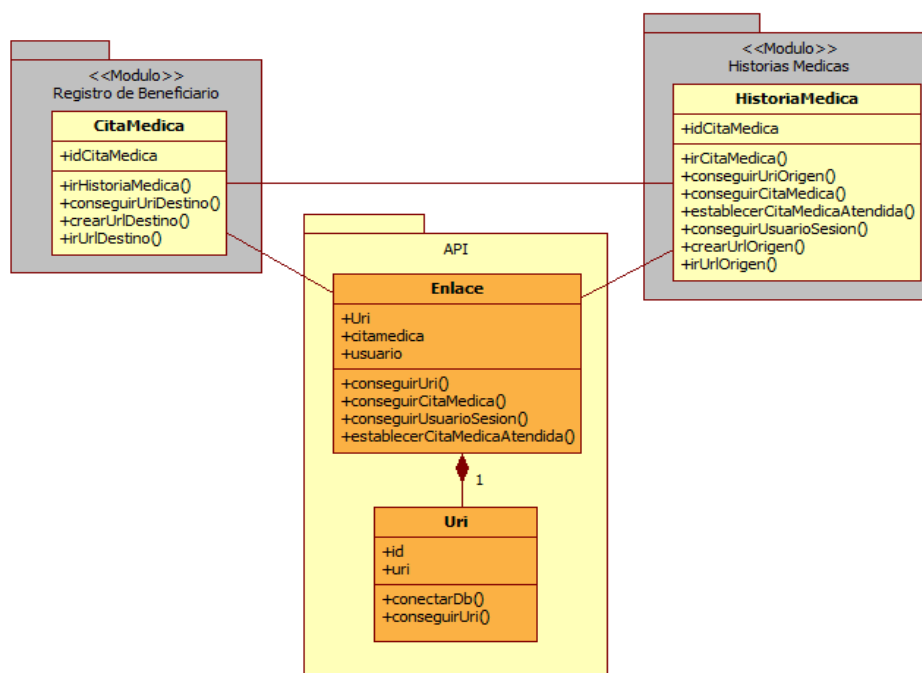 <<Modulo>>
Registro de Beneficiario
CitaMedica
+idCitaMedica
+irHistoriaMedica()
+conseguirUriDestino()
+crearUrlDestino()
+irUrlDestino()
<<Modulo>>
Historias Medicas
HistoriaMedica
+idCitaMedica
+irCitaMedica()
+conseguirUriOrigen()
+conseguirCitaMedica()
+establecerCitaMedicaAtendida()
+conseguirUsuarioSesion()
+crearUrlOrigen()
+irUrlOrigen()
API
Enlace
+Uri
+citamedica
+usuario
+conseguirUri()
+conseguirCitaMedica()
+conseguirUsuarioSesion()
+establecerCitaMedicaAtendida()
1
Uri
+id
+uri
+conectarDb()
+conseguirUri()